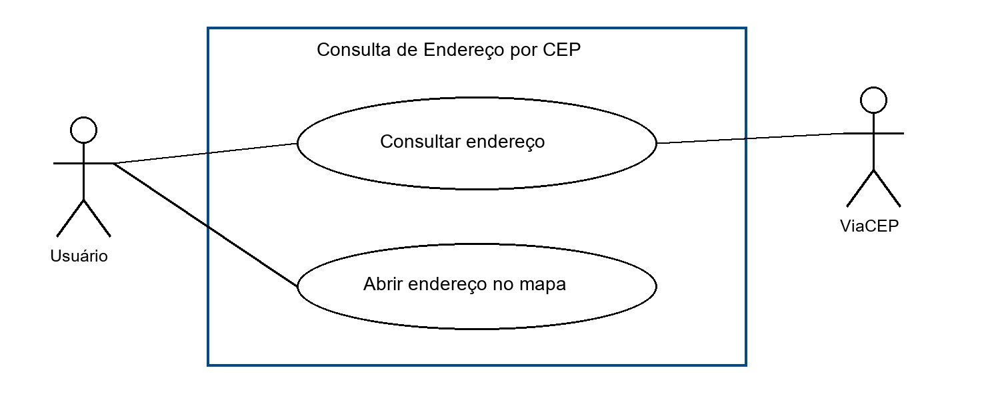 Consulta de Endereço por CEP
Consultar endereço
ViaCEP
Usuário
Abrir endereço no mapa